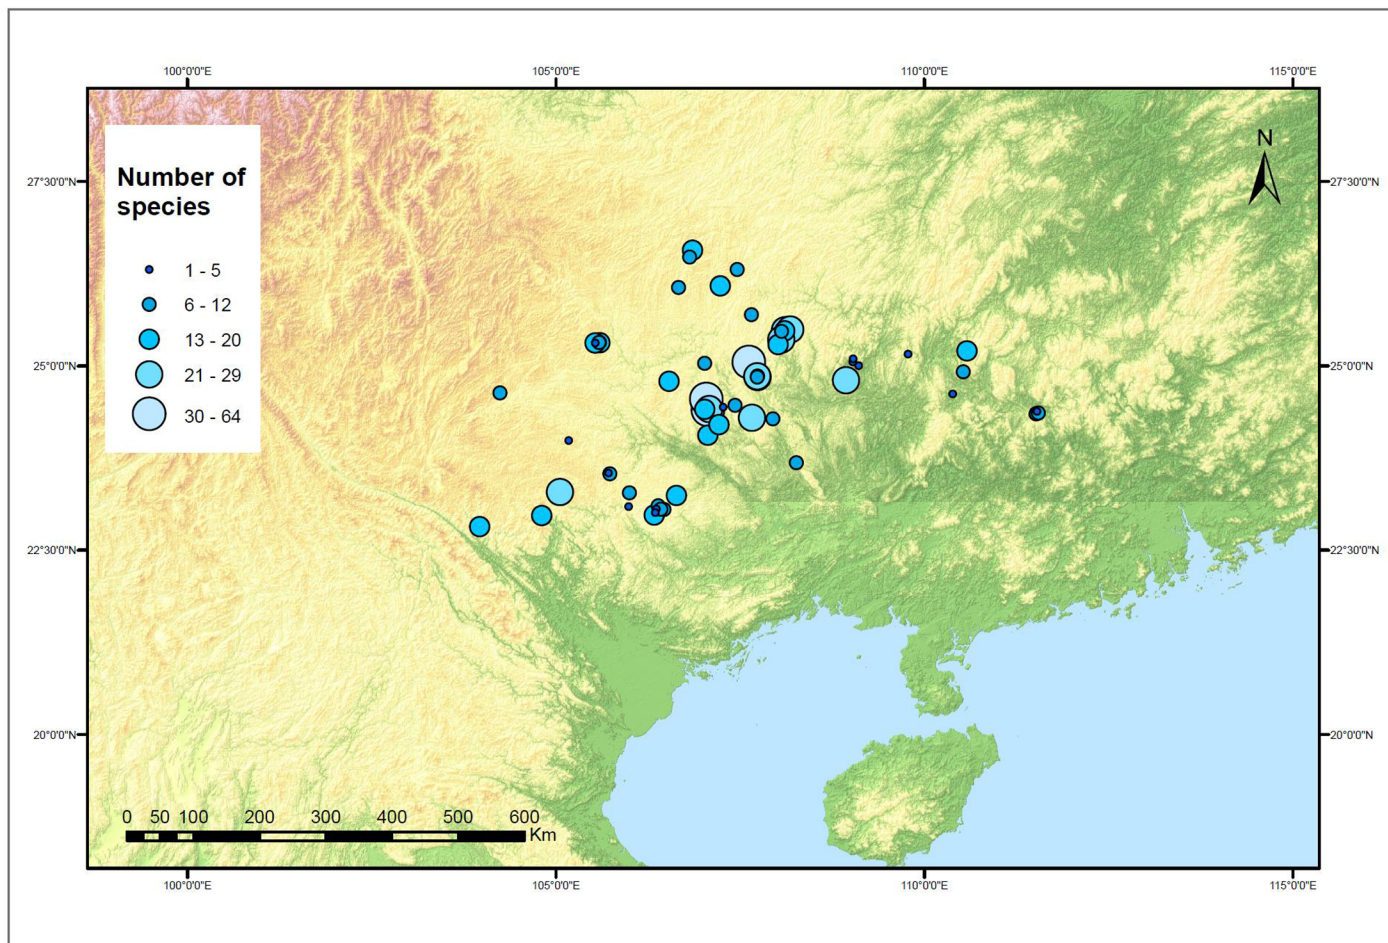 100°0'0"E 105°0'0"E 110°0'0"E 115°0'0"E
N
Number of
species
27°30'0"N 27°30'0"N
1 - 5
6 - 12
13 - 20
25°0'0"N 25°0'0"N
21 - 29
30 - 64
22°30'0"N 22°30'0"N
20°0'0"N 20°0'0"N
0 50 100 200 300 400 500 600
Km
100°0'0"E 105°0'0"E 110°0'0"E 115°0'0"E